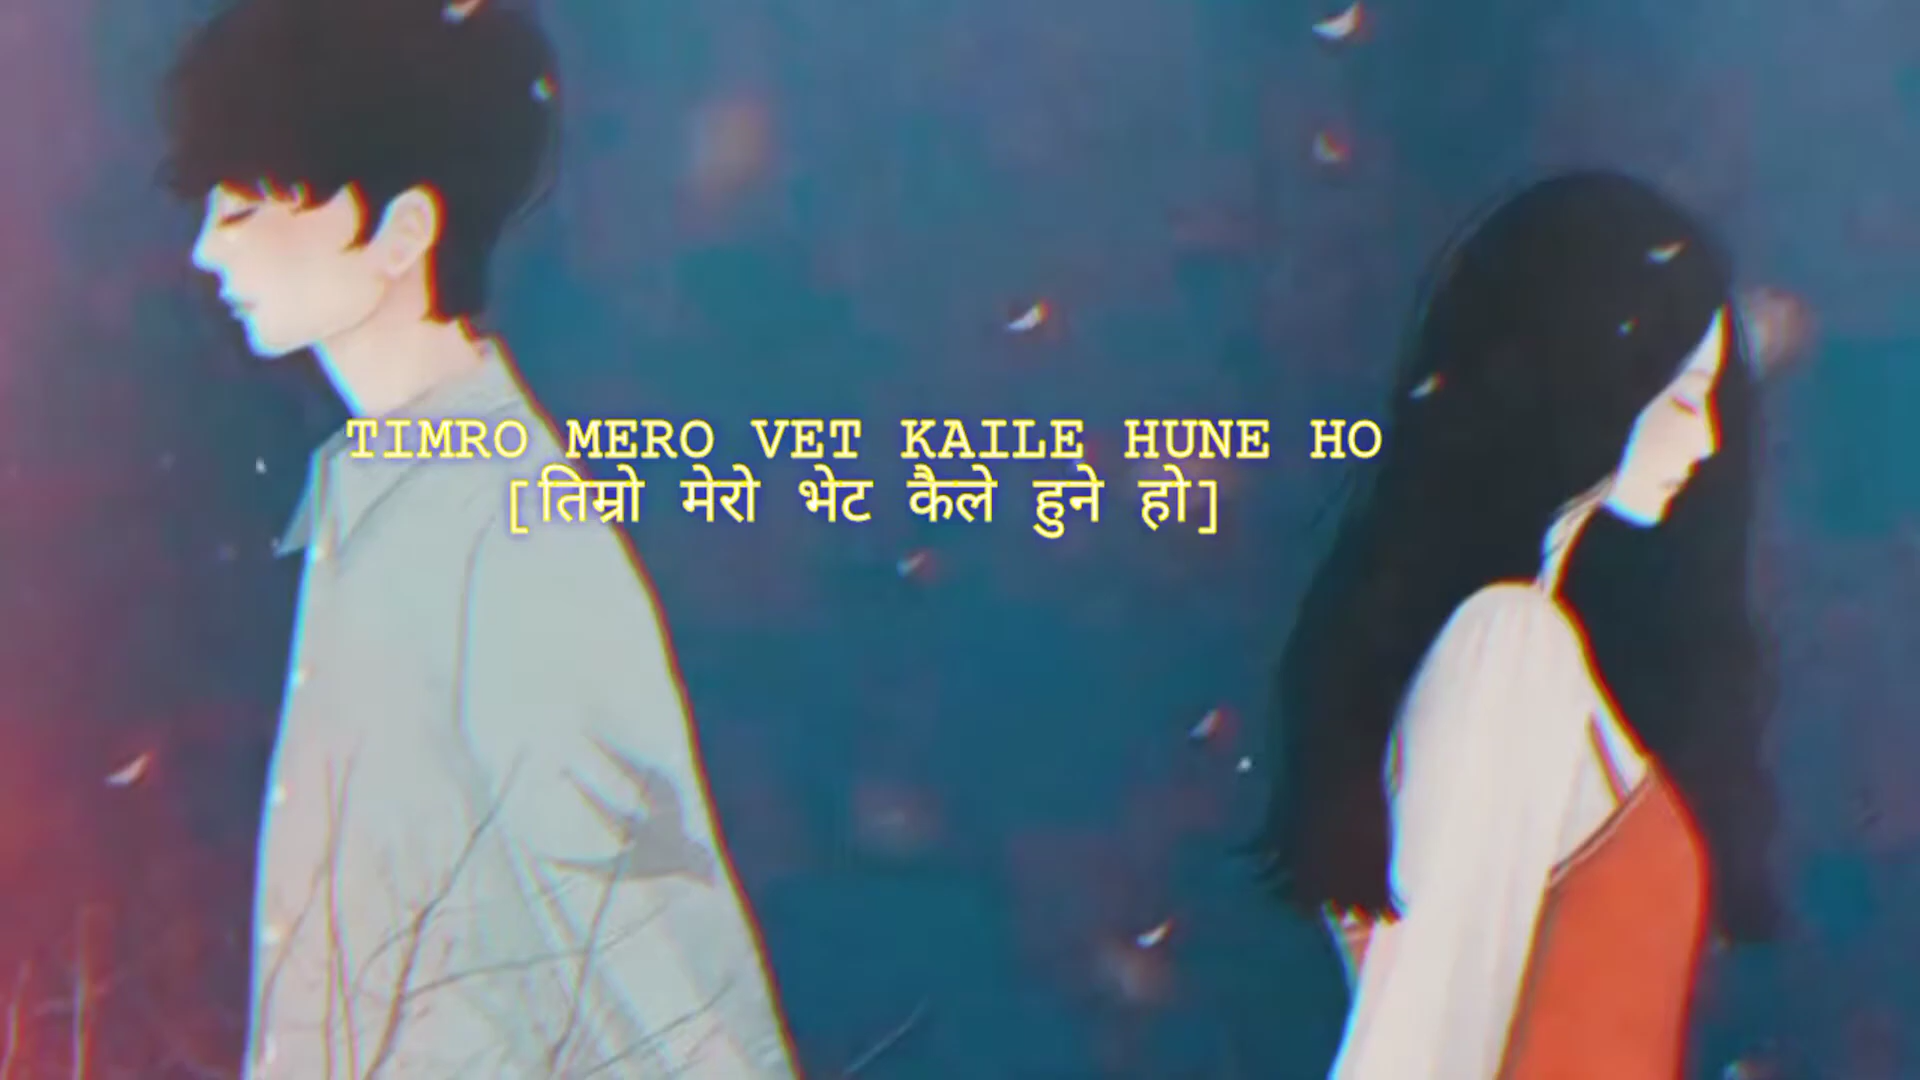 TIMRO MERO VET KAILE HUNE HO
[तिम्रो मेरो भेट कैले हुने हो]